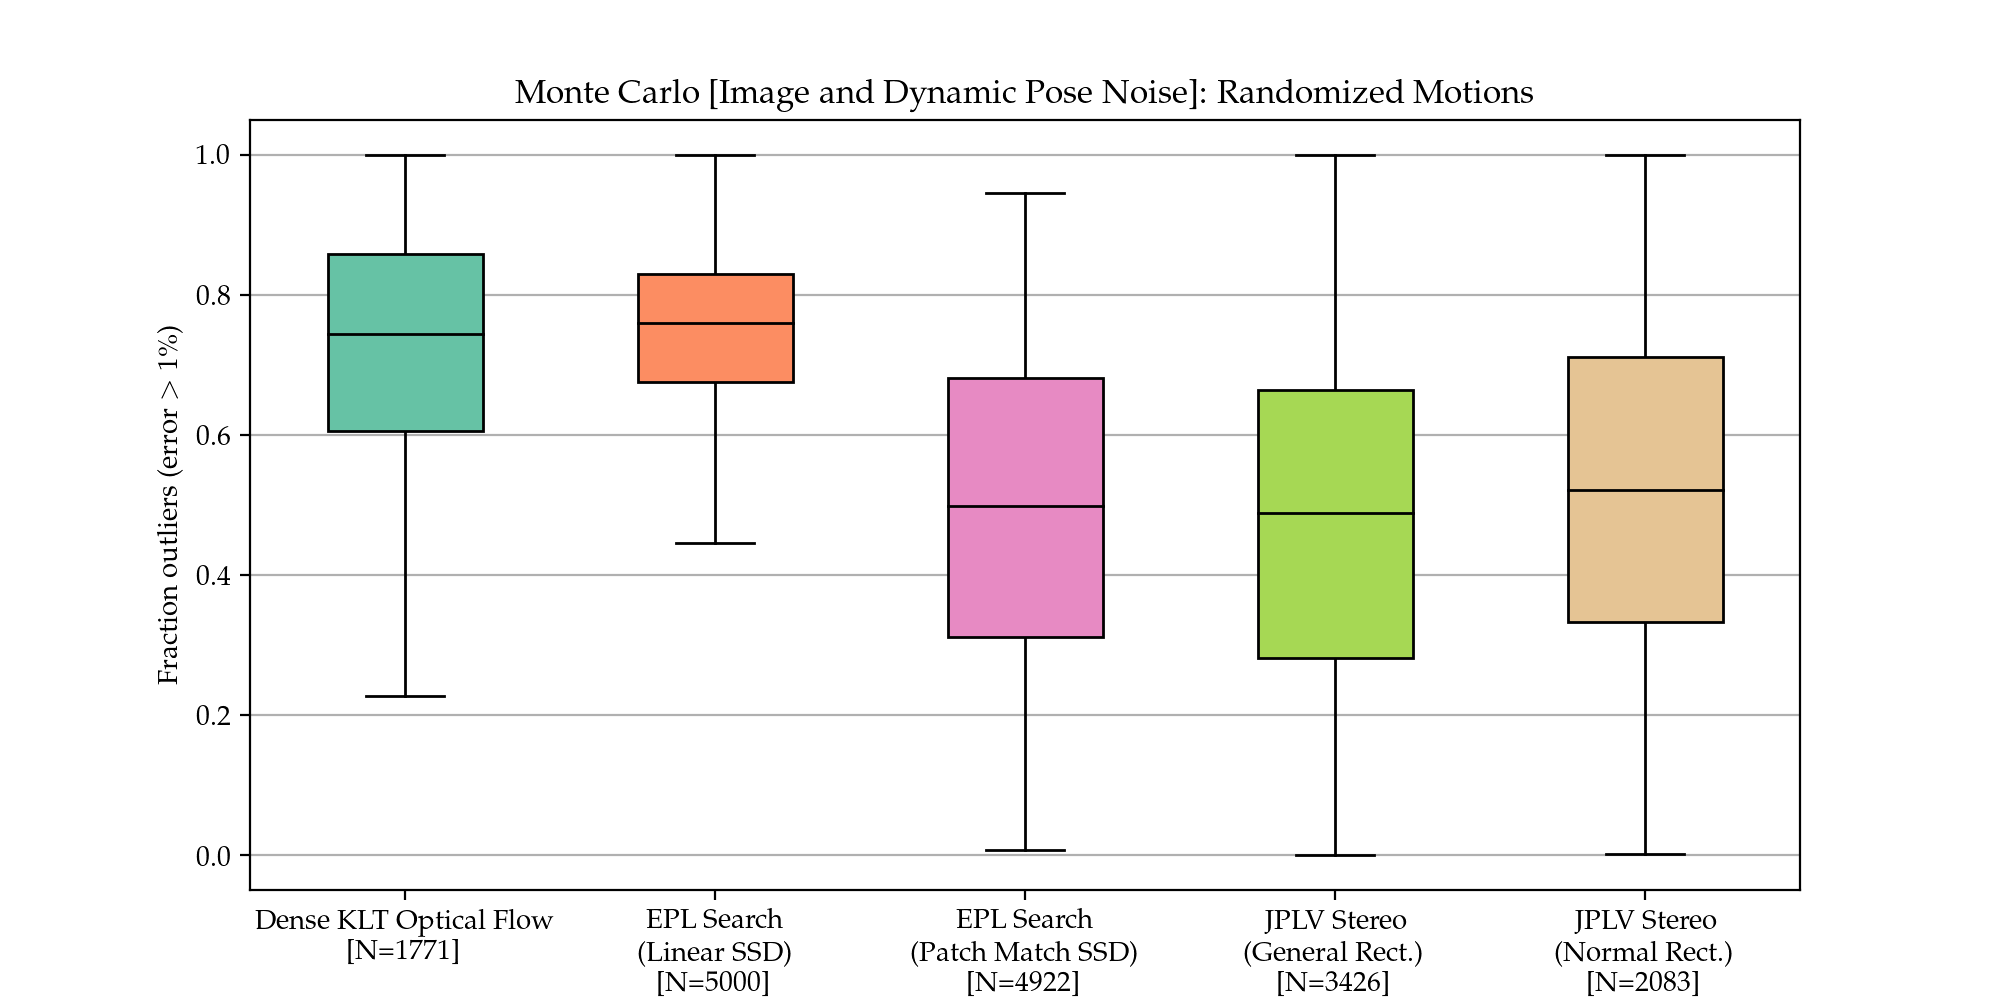 Monte Carlo [Image and Dynamic Pose Noise]: Randomized Motions
Fraction outliers (error > 1%)
1.0
0.8
0.6
0.4
0.2
0.0
Dense KLT Optical Flow
[N=1771]
EPL Search
(Linear SSD)
[N=5000]
EPL Search
(Patch Match SSD)
[N=4922]
JPLV Stereo
(General Rect.)
[N=3426]
JPLV Stereo
(Normal Rect.)
[N=2083]